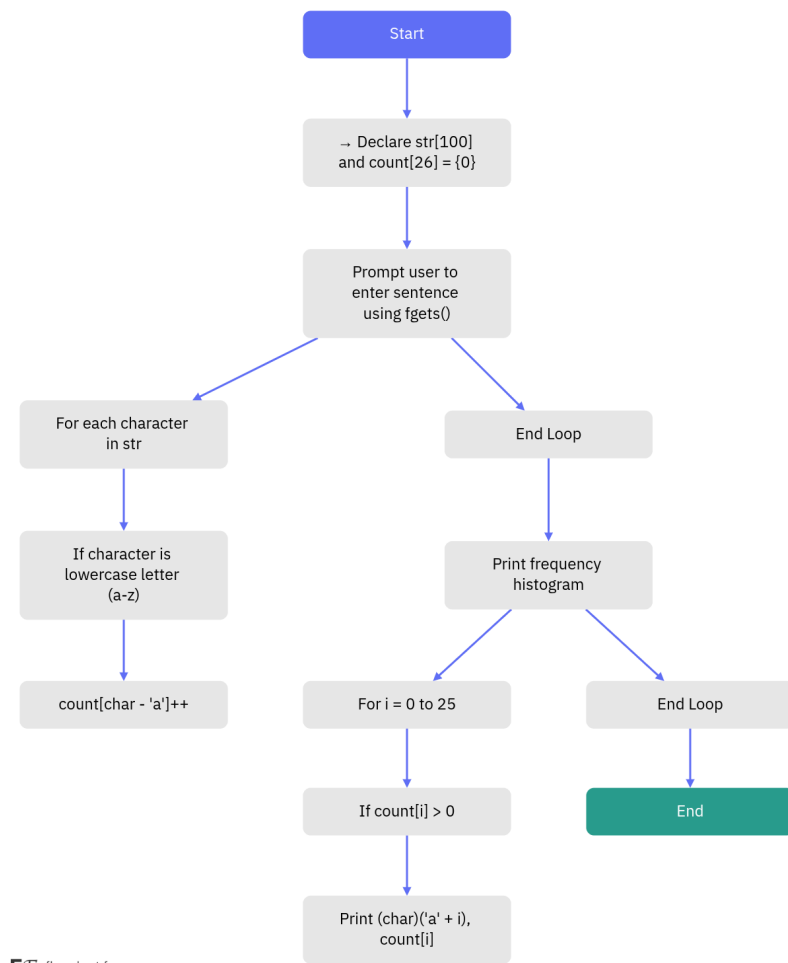 Start
→ Declare str[100]
and count[26] = {0}
Prompt user to
enter sentence
using fgets()
For each character
in str
End Loop
If character is
lowercase letter
(a-z)
Print frequency
histogram
count[char - 'a']++
For i = 0 to 25
End Loop
If count[i] > 0
End
Print (char)('a' + i),
count[i]